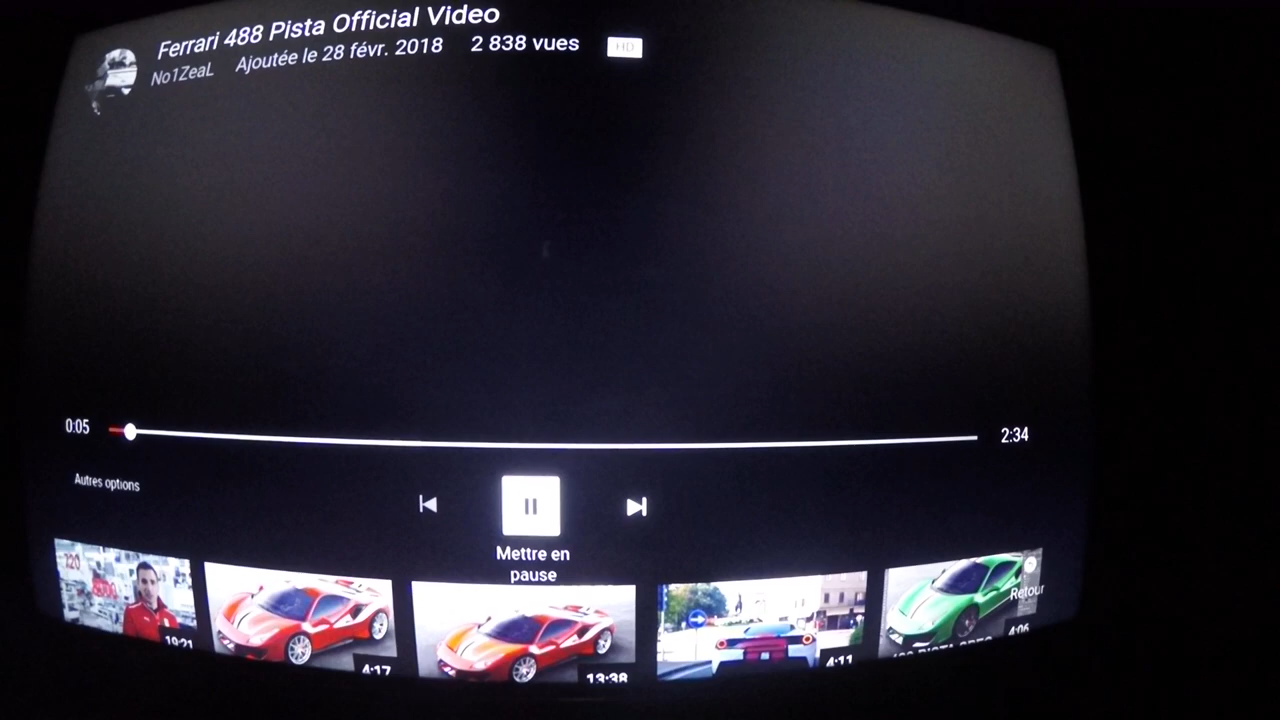 Ferrari 488 Pista Official Video
No1ZeaL Ajoutée le 28 févr. 2018 2 838 vues HD
0:05 2:34
Autres options
Mettre en
pause
Retour
19:21 4:17 13:38 4:11 4:06